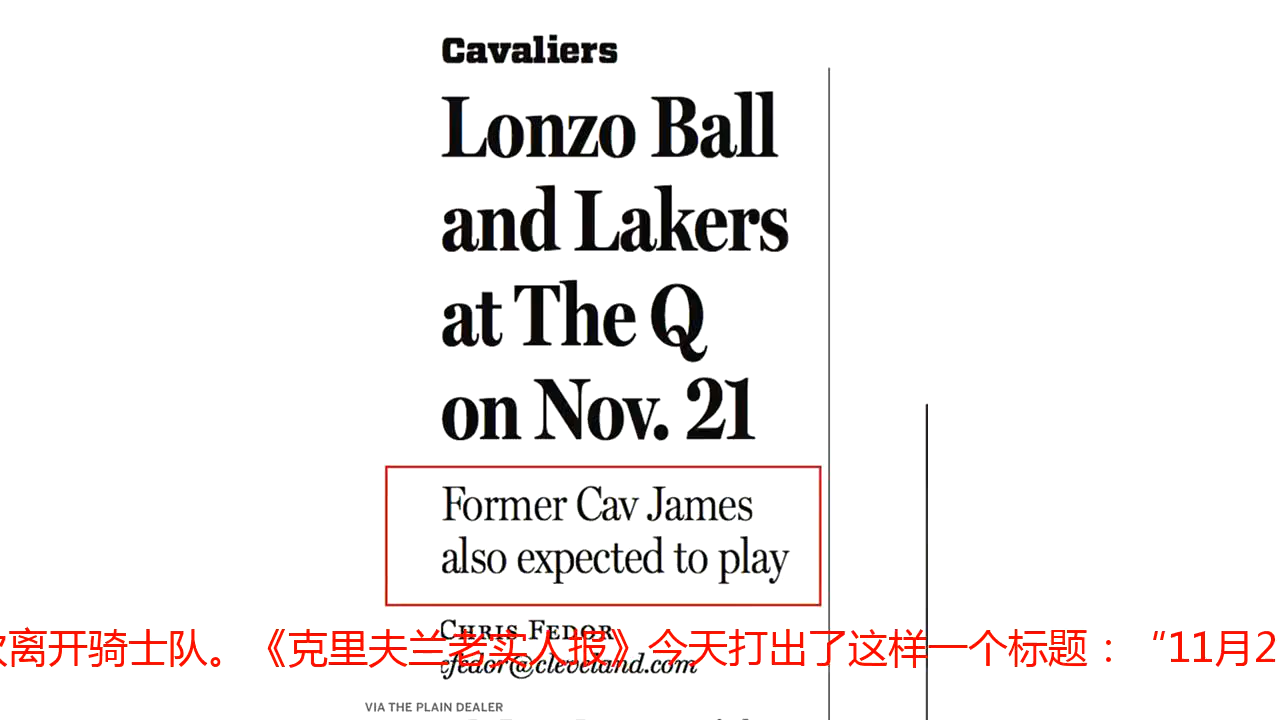 Cavaliers
Lonzo Ball
and Lakers
at The Q
on Nov. 21
Former Cav James
also expected to play
CHRIS FEDOR
离开骑士队。《克里夫兰老实人报》今天打出了这样一个标题：“11月2
cfedor@cleveland.com
VIA THE PLAIN DEALER